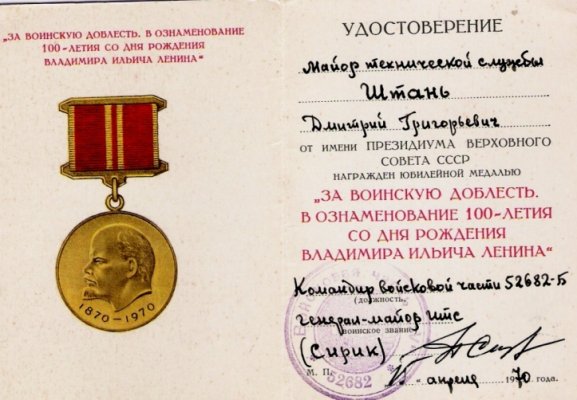 „ЗА ВОИНСКУЮ ДОБЛЕСТЬ. В ОЗНАМЕНОВАНИЕ
100-ЛЕТИЯ СО ДНЯ РОЖДЕНИЯ
ВЛАДИМИРА ИЛЬИЧА ЛЕНИНА“
1870–1970
УДОСТОВЕРЕНИЕ
Майор технической службы
Штань
Дмитрий Григорьевич
от имени ПРЕЗИДИУМА ВЕРХОВНОГО
СОВЕТА СССР
НАГРАЖДЕН ЮБИЛЕЙНОЙ МЕДАЛЬЮ
„ЗА ВОИНСКУЮ ДОБЛЕСТЬ.
В ОЗНАМЕНОВАНИЕ 100-ЛЕТИЯ
СО ДНЯ РОЖДЕНИЯ
ВЛАДИМИРА ИЛЬИЧА ЛЕНИНА“
Командир войсковой части 52682-Б
(должность,
генерал-майор итс
воинское звание)
(Сирик)
М. П.
52682
апреля 1970 года.